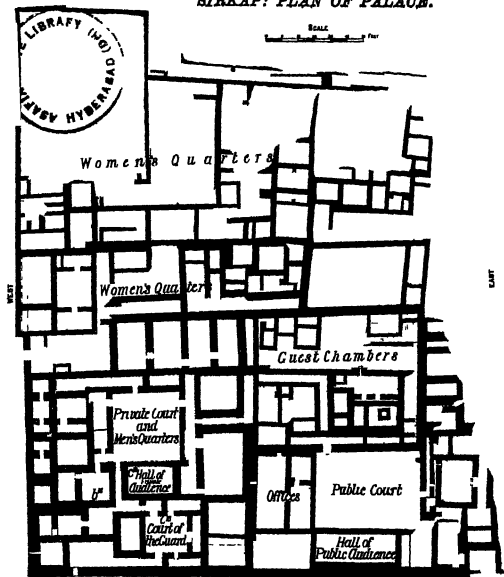 SIRKAP: PLAN OF PALACE.
SCALE
FEET
LIBRARY (HG)
ASAFIA HYDERABAD
Women's Quarters
Women's Quarters
WEST
EAST
Guest Chambers
Private Court
and
Men's Quarters
Hall of
Private
Audience
b"
Offices
Public Court
Court of
the Guard
Hall of
Public Audience